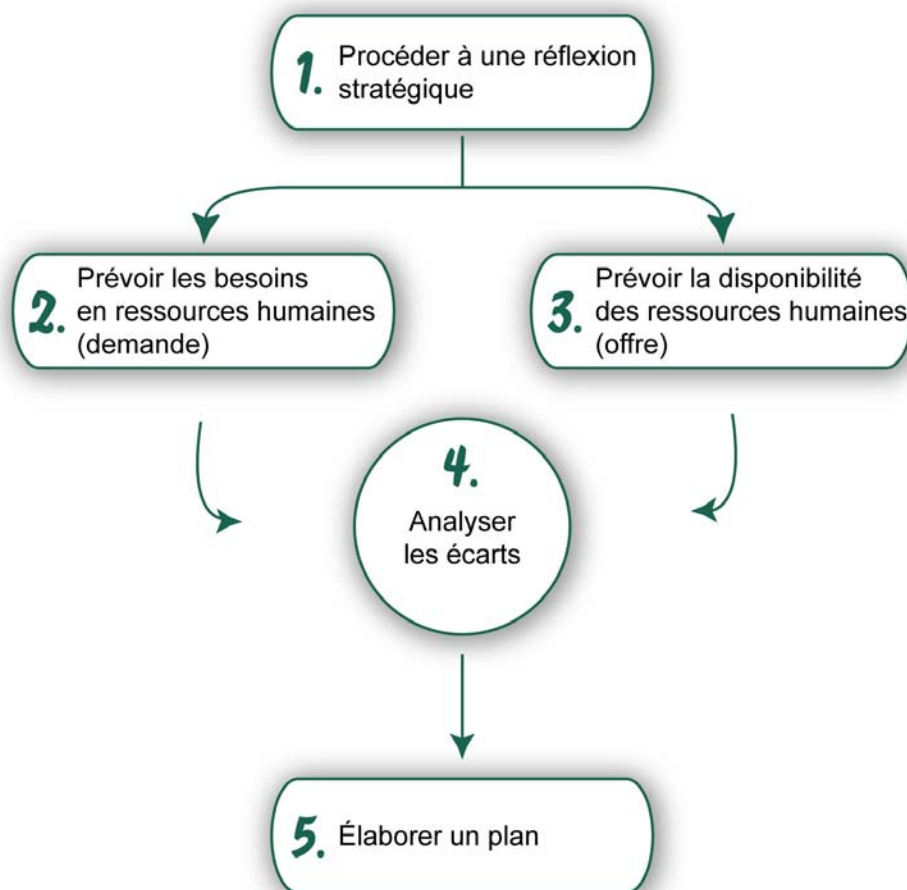 1. Procéder à une réflexion
stratégique
2. Prévoir les besoins
en ressources humaines
(demande)
3. Prévoir la disponibilité
des ressources humaines
(offre)
4.
Analyser
les écarts
5. Élaborer un plan